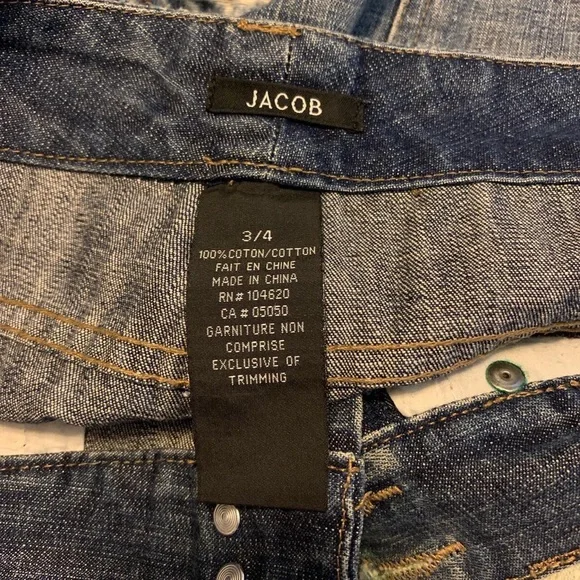 JACOB
3/4
100% COTON/COTTON
FAIT EN CHINE
MADE IN CHINA
RN# 104620
CA # 05050
GARNITURE NON
COMPRISE
EXCLUSIVE OF
TRIMMING